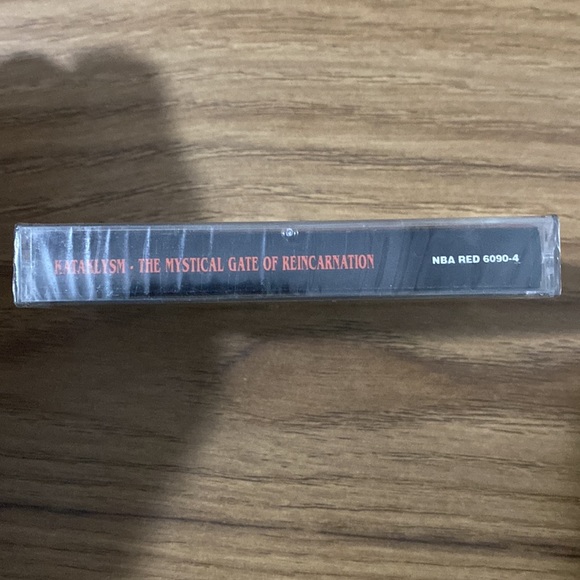 KATAKLYSM · THE MYSTICAL GATE OF REINCARNATION
NBA RED 6090-4